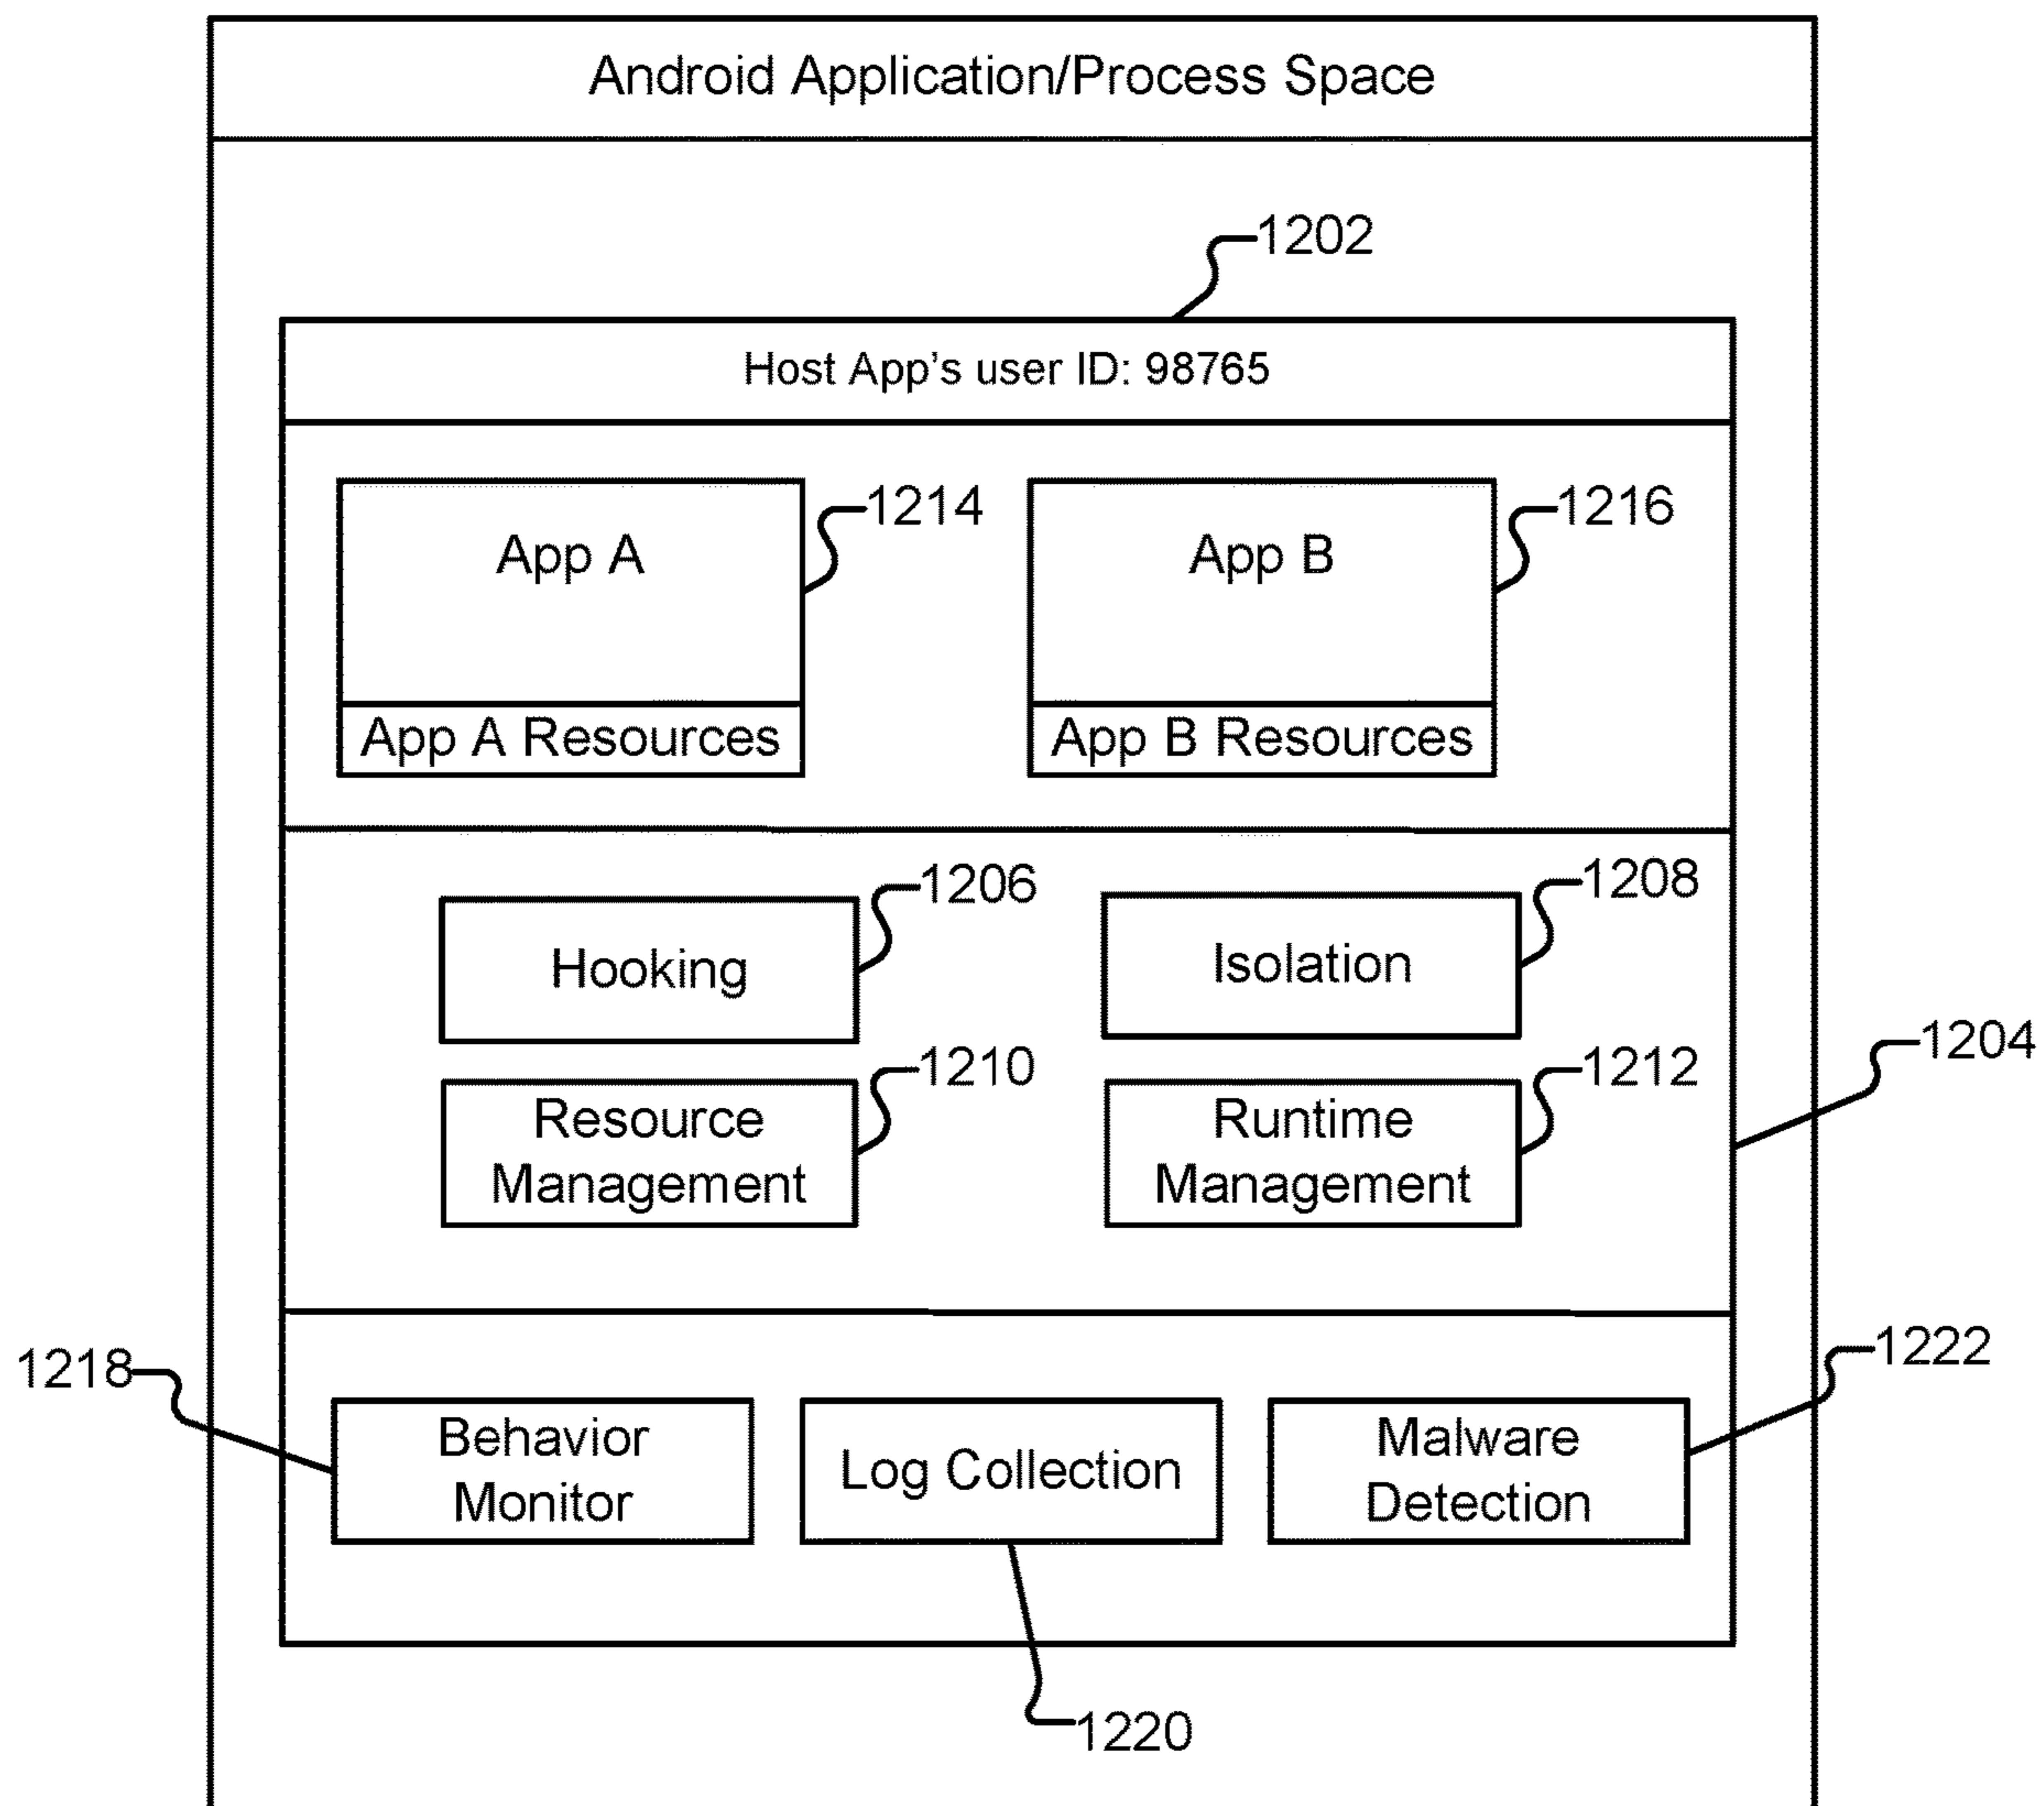 Android Application/Process Space
1202
Host App's user ID: 98765
1214
1216
App A
App B
App A Resources
App B Resources
1206
1208
Hooking
Isolation
1204
1210
1212
Resource
Management
Runtime
Management
1218
1222
Behavior
Monitor
Log Collection
Malware
Detection
1220